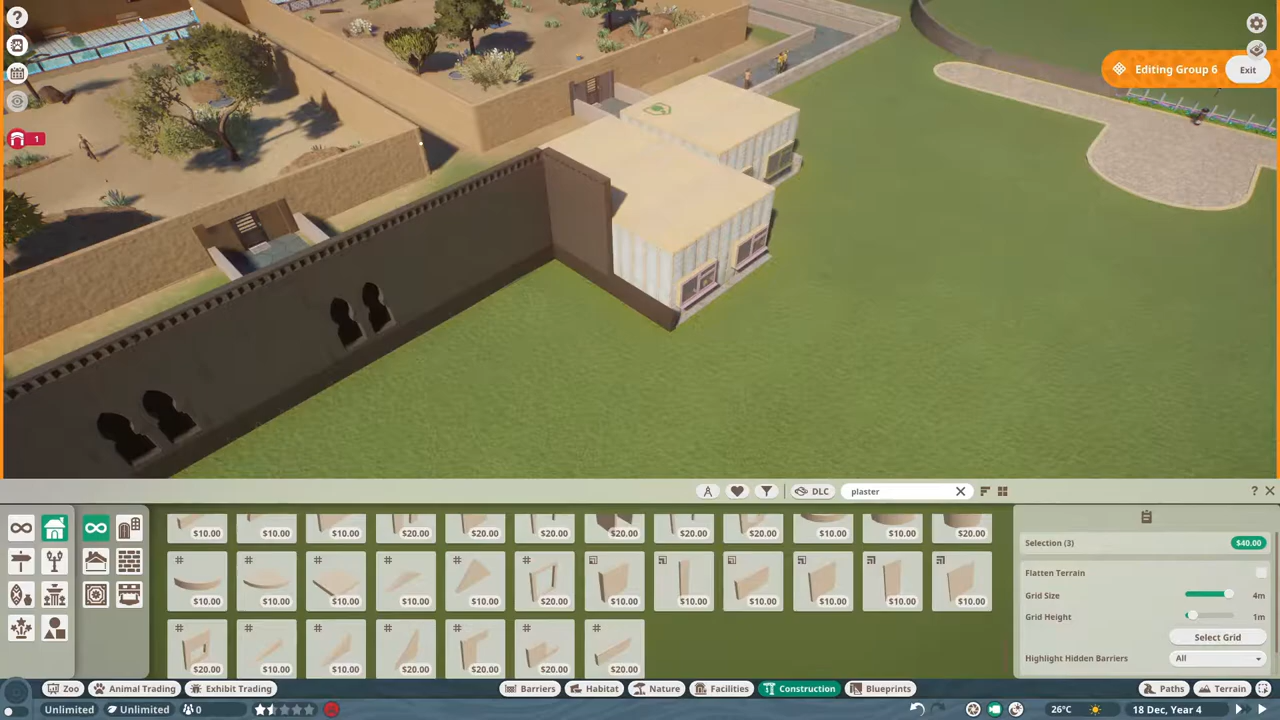 ?
Editing Group 6
Exit
1
DLC
plaster
?
$10.00 $10.00 $10.00 $20.00 $20.00 $20.00 $20.00 $20.00 $20.00 $10.00 $10.00 $20.00
Selection (3)
$40.00
$10.00 $10.00 $10.00 $10.00 $10.00 $20.00 $10.00 $10.00 $10.00 $10.00 $10.00 $10.00
Flatten Terrain
Grid Size
4m
Grid Height
1m
Select Grid
Highlight Hidden Barriers
All
$20.00 $10.00 $10.00 $20.00 $20.00 $20.00 $20.00
Zoo
Animal Trading
Exhibit Trading
Barriers
Habitat
Nature
Facilities
Construction
Blueprints
Paths
Terrain
Unlimited
Unlimited
0
26°C
18 Dec, Year 4